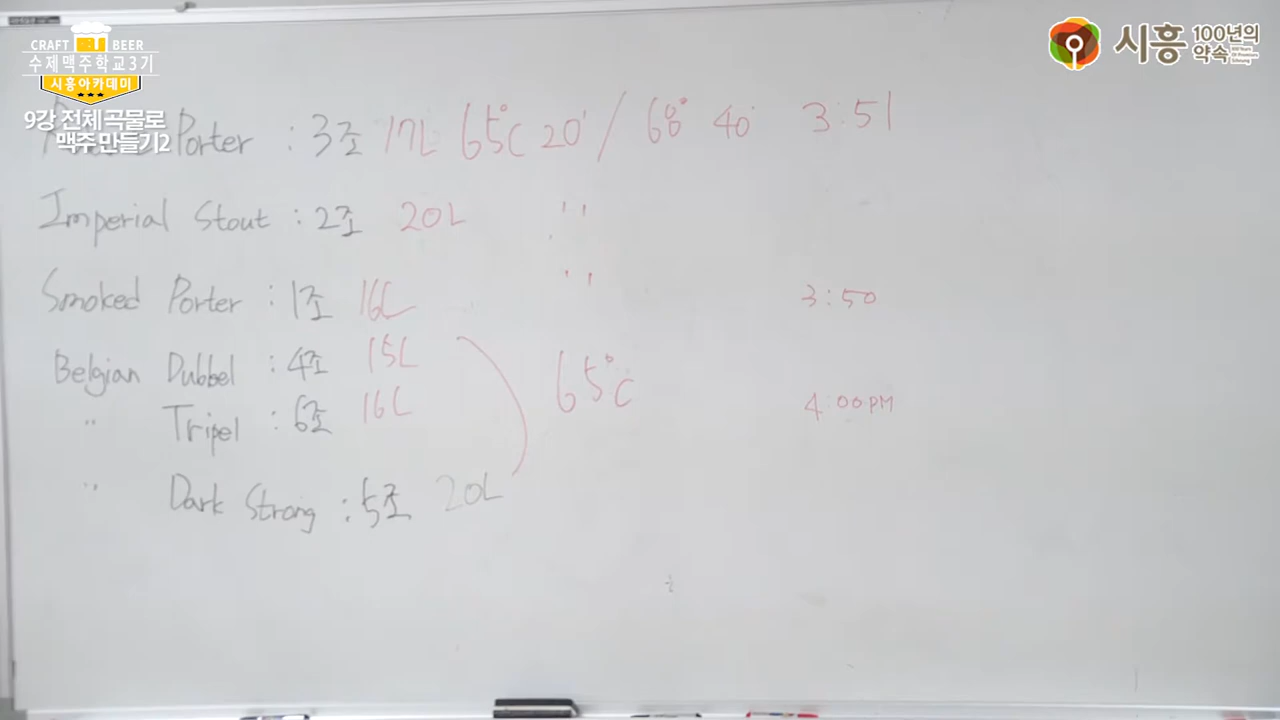 CRAFT BEER
수제맥주학교3기
시흥아카데미
9강 전체 곡물로
맥주 만들기2
시흥 100년의
약속
Porter : 3조 17L 65°C 20' / 68° 40' 3:51
Imperial Stout : 2조 20L ' '
Smoked Porter : 1조 16L ' ' 3:50
Belgian Dubbel : 4조 15L 65°C
" Tripel : 6조 16L 4:00PM
" Dark Strong : 5조 20L